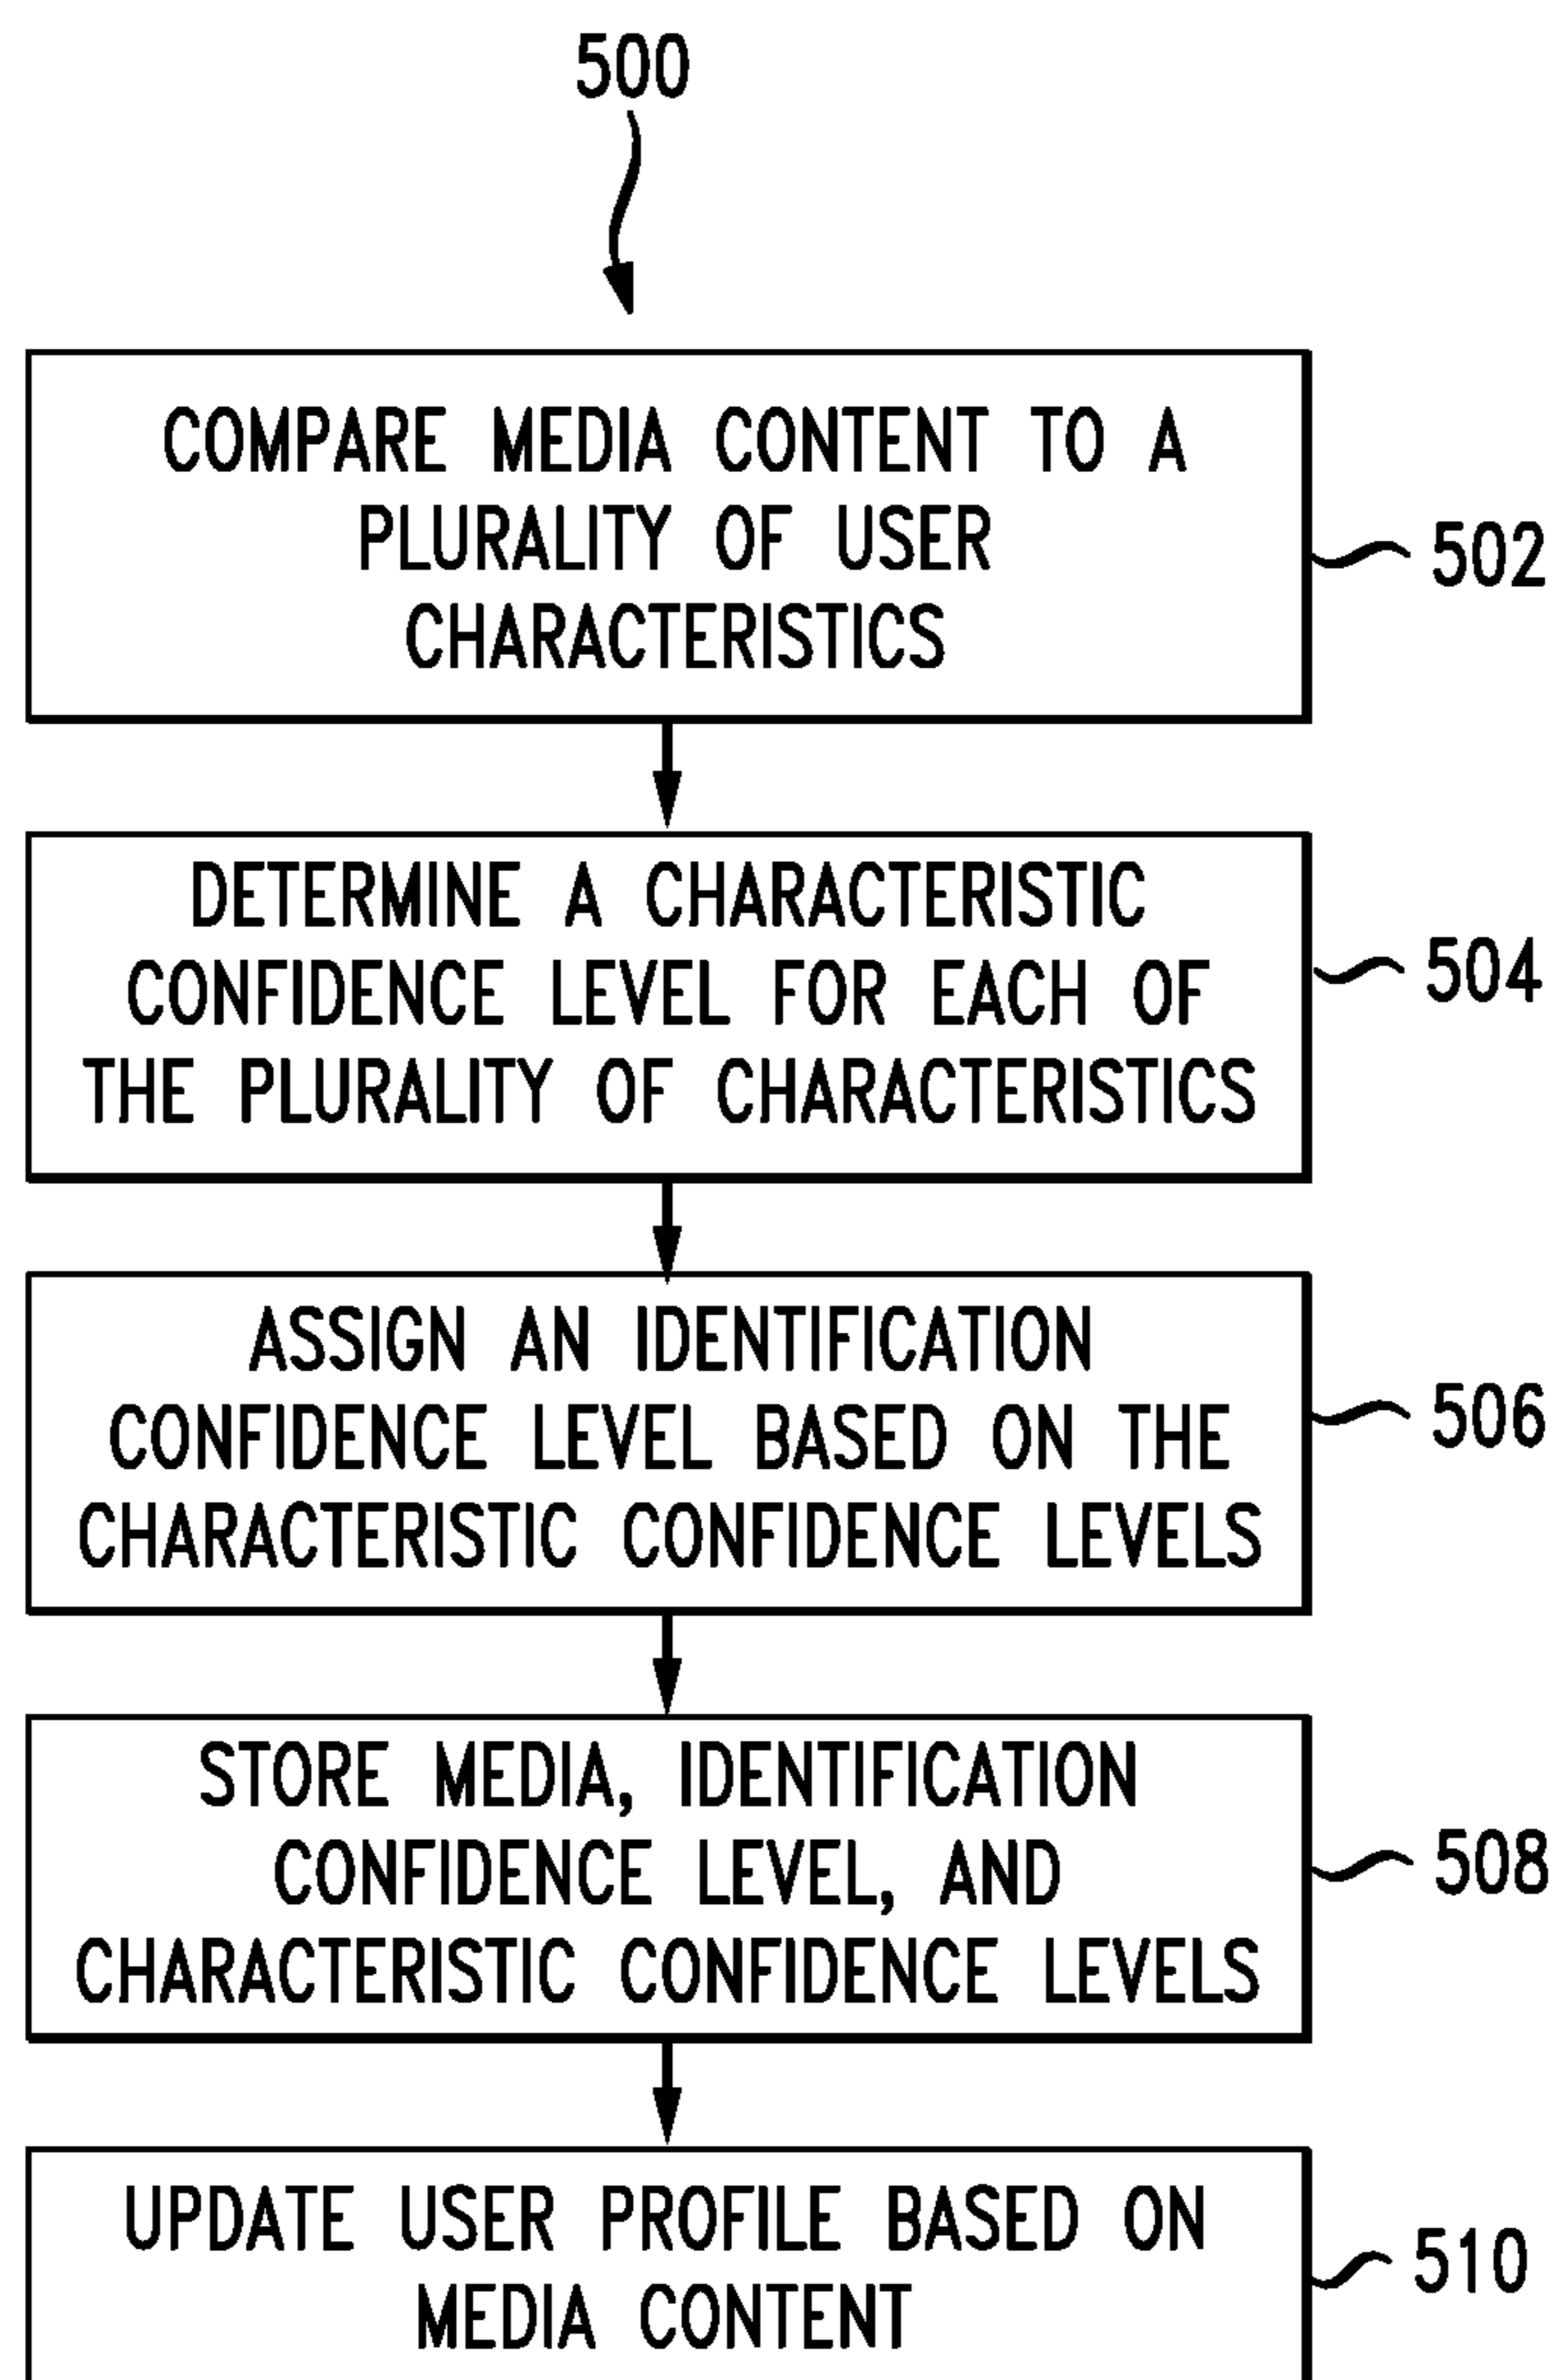 500
COMPARE MEDIA CONTENT TO A
PLURALITY OF USER
CHARACTERISTICS
502
DETERMINE A CHARACTERISTIC
CONFIDENCE LEVEL FOR EACH OF
THE PLURALITY OF CHARACTERISTICS
504
ASSIGN AN IDENTIFICATION
CONFIDENCE LEVEL BASED ON THE
CHARACTERISTIC CONFIDENCE LEVELS
506
STORE MEDIA, IDENTIFICATION
CONFIDENCE LEVEL, AND
CHARACTERISTIC CONFIDENCE LEVELS
508
UPDATE USER PROFILE BASED ON
MEDIA CONTENT
510